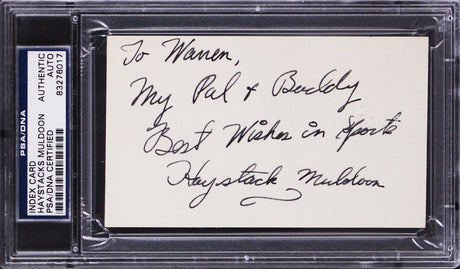 To Warren,
My Pal + Buddy
Best Wishes in Sports
Haystack Muldoon
PSA/DNA
INDEX CARD
HAYSTACKS MULDOON
PSA/DNA CERTIFIED
AUTHENTIC
AUTO
83276017